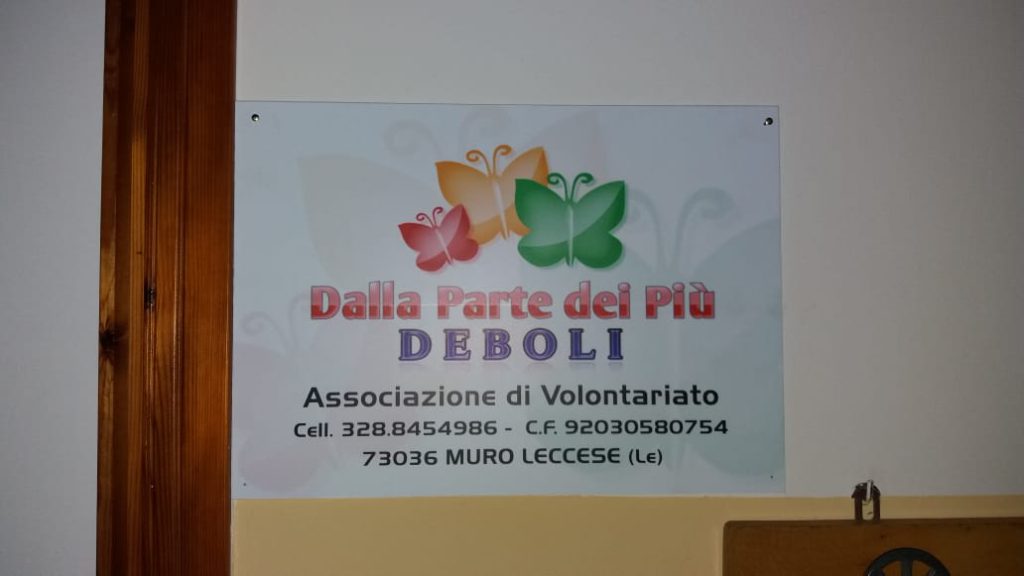 Dalla Parte dei Più
DEBOLI
Associazione di Volontariato
Cell. 328.8454986 - C.F. 92030580754
73036 MURO LECCESE (Le)